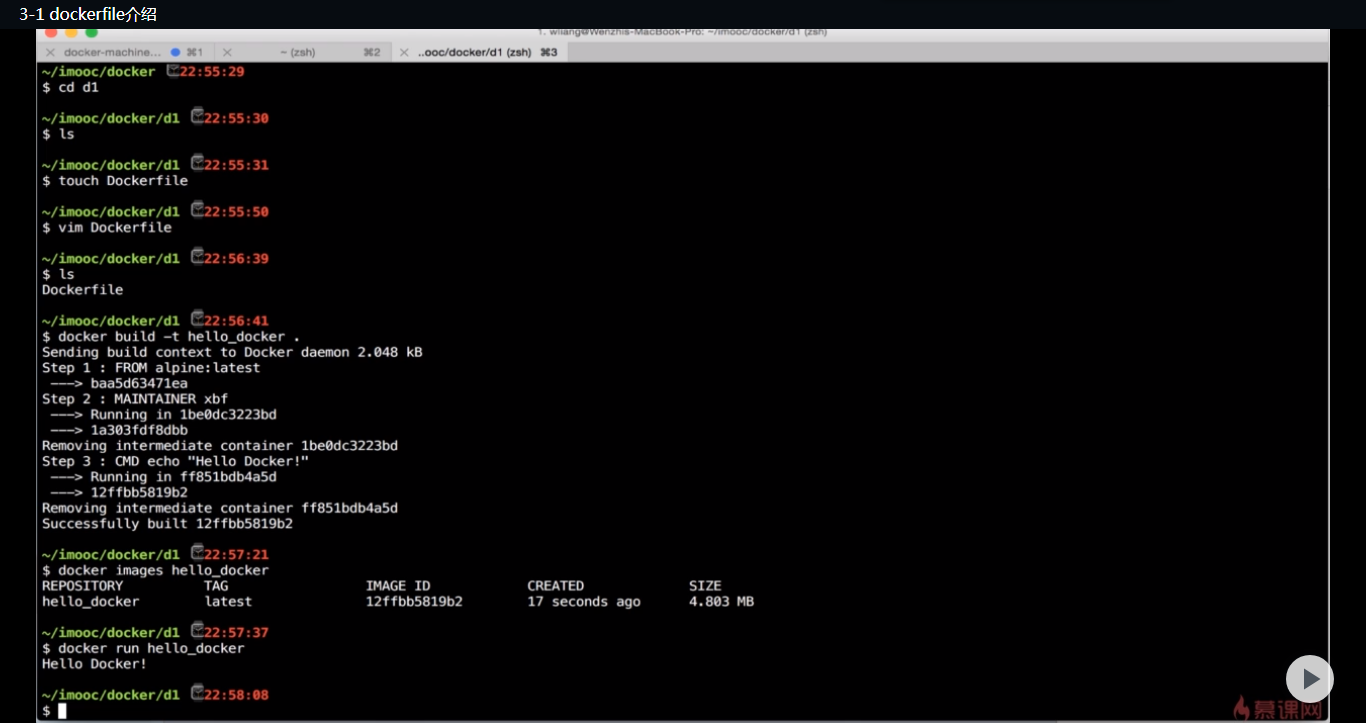 3-1 dockerfile介绍
1. wliang@Wenzhis-MacBook-Pro: ~/imooc/docker/d1 (zsh)
docker-machine... ⌘1 ~ (zsh) ⌘2 ..ooc/docker/d1 (zsh) ⌘3
~/imooc/docker 22:55:29
$ cd d1
~/imooc/docker/d1 22:55:30
$ ls
~/imooc/docker/d1 22:55:31
$ touch Dockerfile
~/imooc/docker/d1 22:55:50
$ vim Dockerfile
~/imooc/docker/d1 22:56:39
$ ls
Dockerfile
~/imooc/docker/d1 22:56:41
$ docker build -t hello_docker .
Sending build context to Docker daemon 2.048 kB
Step 1 : FROM alpine:latest
---> baa5d63471ea
Step 2 : MAINTAINER xbf
---> Running in 1be0dc3223bd
---> 1a303fdf8dbb
Removing intermediate container 1be0dc3223bd
Step 3 : CMD echo "Hello Docker!"
---> Running in ff851bdb4a5d
---> 12ffbb5819b2
Removing intermediate container ff851bdb4a5d
Successfully built 12ffbb5819b2
~/imooc/docker/d1 22:57:21
$ docker images hello_docker
REPOSITORY TAG IMAGE ID CREATED SIZE
hello_docker latest 12ffbb5819b2 17 seconds ago 4.803 MB
~/imooc/docker/d1 22:57:37
$ docker run hello_docker
Hello Docker!
~/imooc/docker/d1 22:58:08
$
慕课网